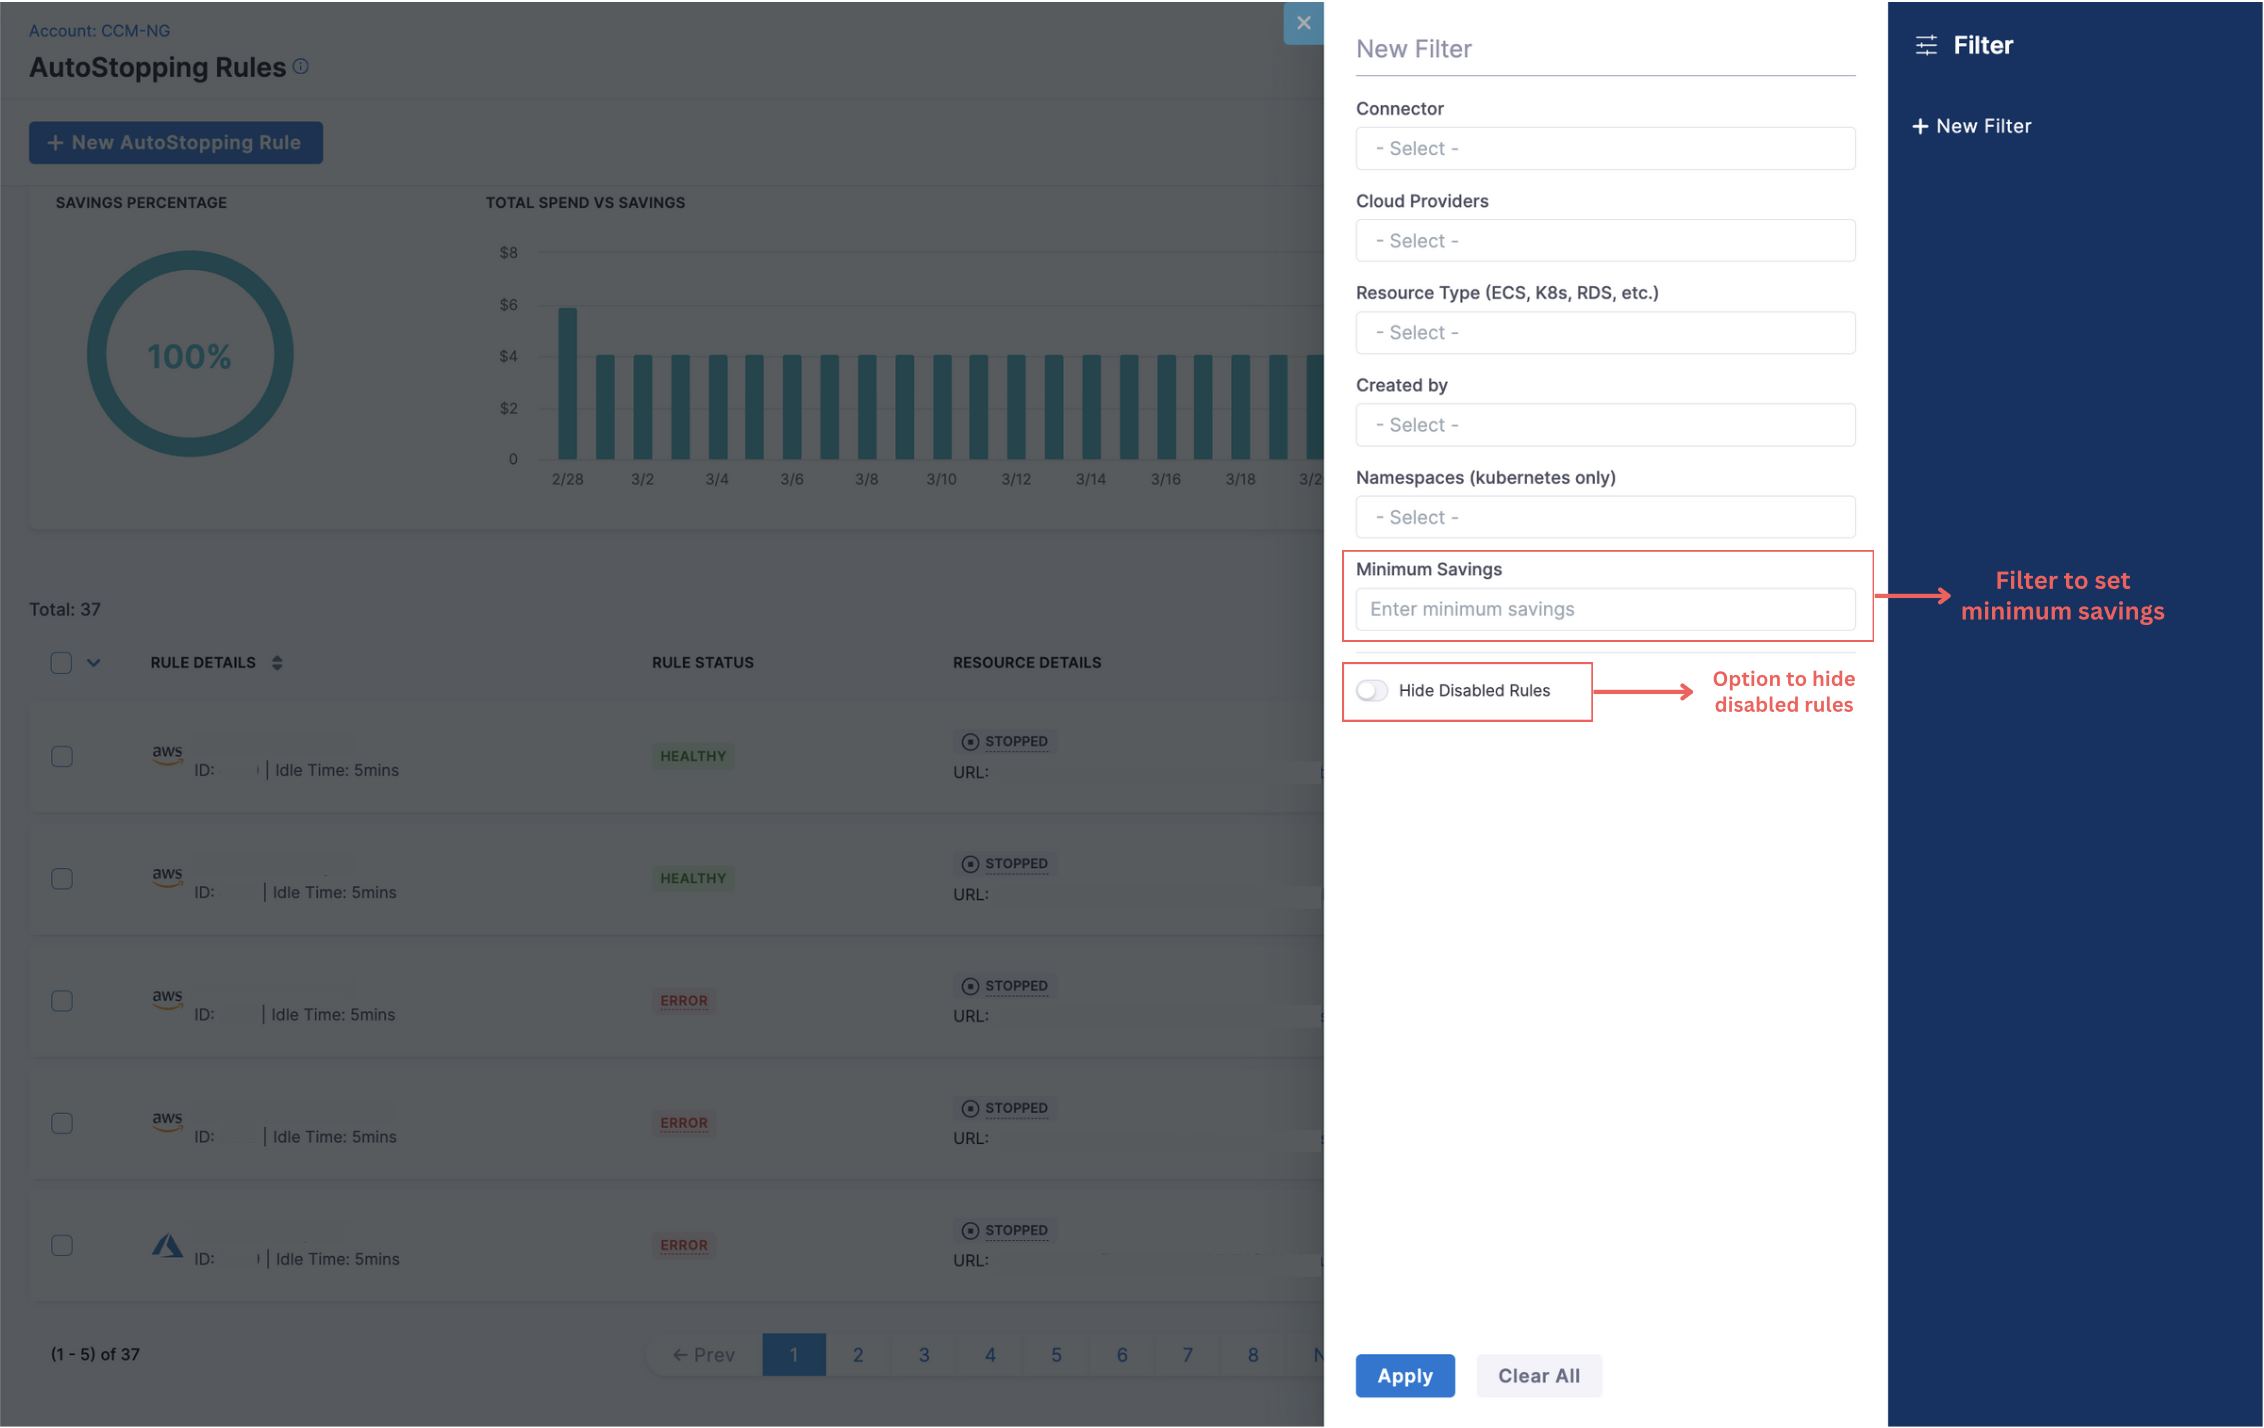 Account: CCM-NG
AutoStopping Rules
+ New AutoStopping Rule
SAVINGS PERCENTAGE
100%
TOTAL SPEND VS SAVINGS
$8
$6
$4
$2
0
2/28 3/2 3/4 3/6 3/8 3/10 3/12 3/14 3/16 3/18
Total: 37
RULE DETAILS RULE STATUS RESOURCE DETAILS
aws
ID: | Idle Time: 5mins
HEALTHY
STOPPED
URL:
aws
ID: | Idle Time: 5mins
HEALTHY
STOPPED
URL:
aws
ID: | Idle Time: 5mins
ERROR
STOPPED
URL:
aws
ID: | Idle Time: 5mins
ERROR
STOPPED
URL:
ID: | Idle Time: 5mins
ERROR
STOPPED
URL:
(1 - 5) of 37
← Prev 1 2 3 4 5 6 7 8
New Filter
Connector
- Select -
Cloud Providers
- Select -
Resource Type (ECS, K8s, RDS, etc.)
- Select -
Created by
- Select -
Namespaces (kubernetes only)
- Select -
Minimum Savings
Enter minimum savings
Hide Disabled Rules
Option to hide
disabled rules
Apply
Clear All
Filter
+ New Filter
Filter to set
minimum savings